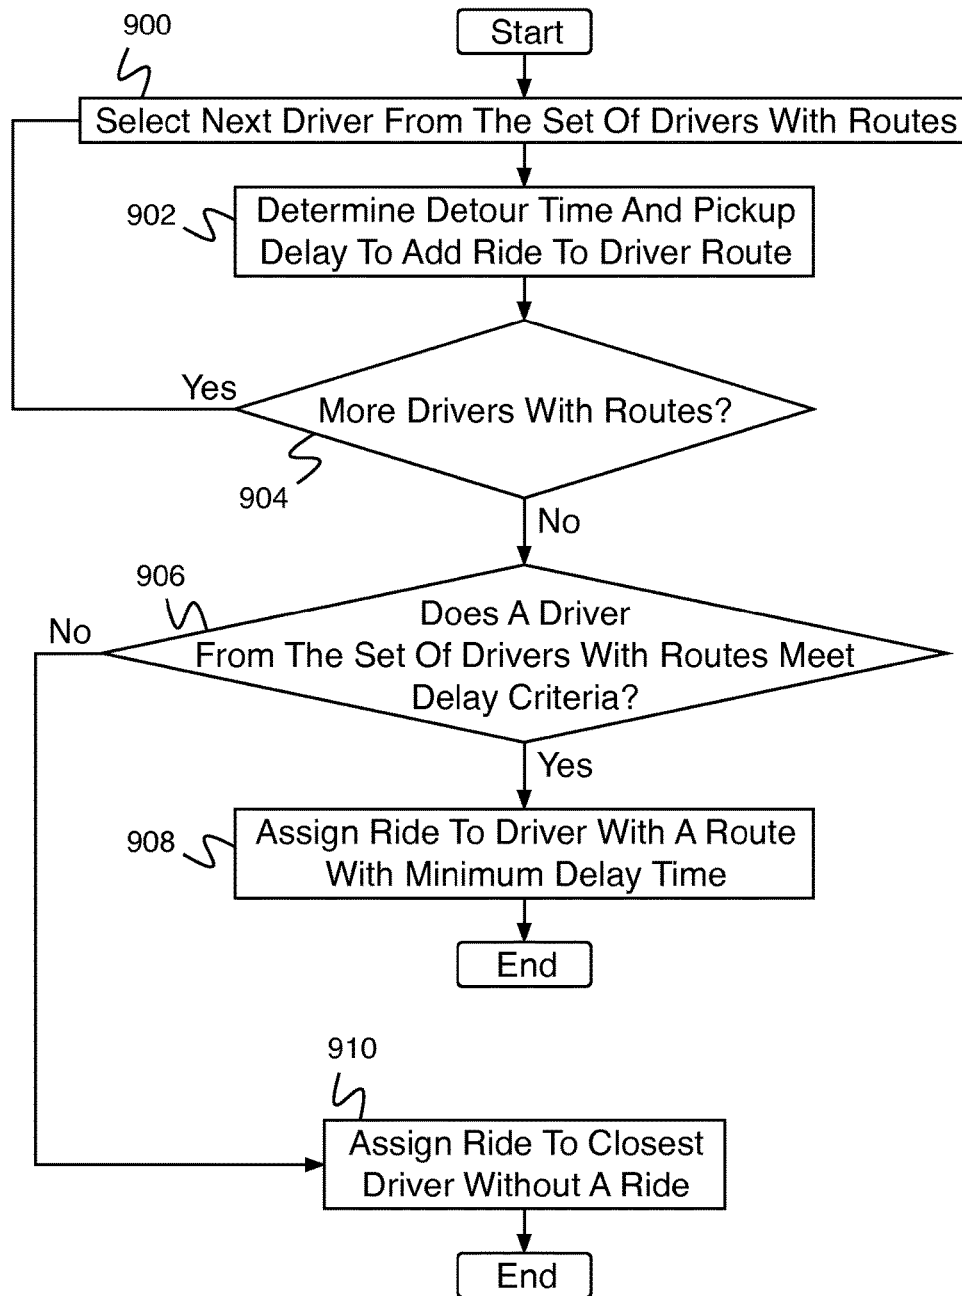 900
Start
Select Next Driver From The Set Of Drivers With Routes
902
Determine Detour Time And Pickup
Delay To Add Ride To Driver Route
Yes
More Drivers With Routes?
904
No
906
No
Does A Driver
From The Set Of Drivers With Routes Meet
Delay Criteria?
Yes
908
Assign Ride To Driver With A Route
With Minimum Delay Time
End
910
Assign Ride To Closest
Driver Without A Ride
End